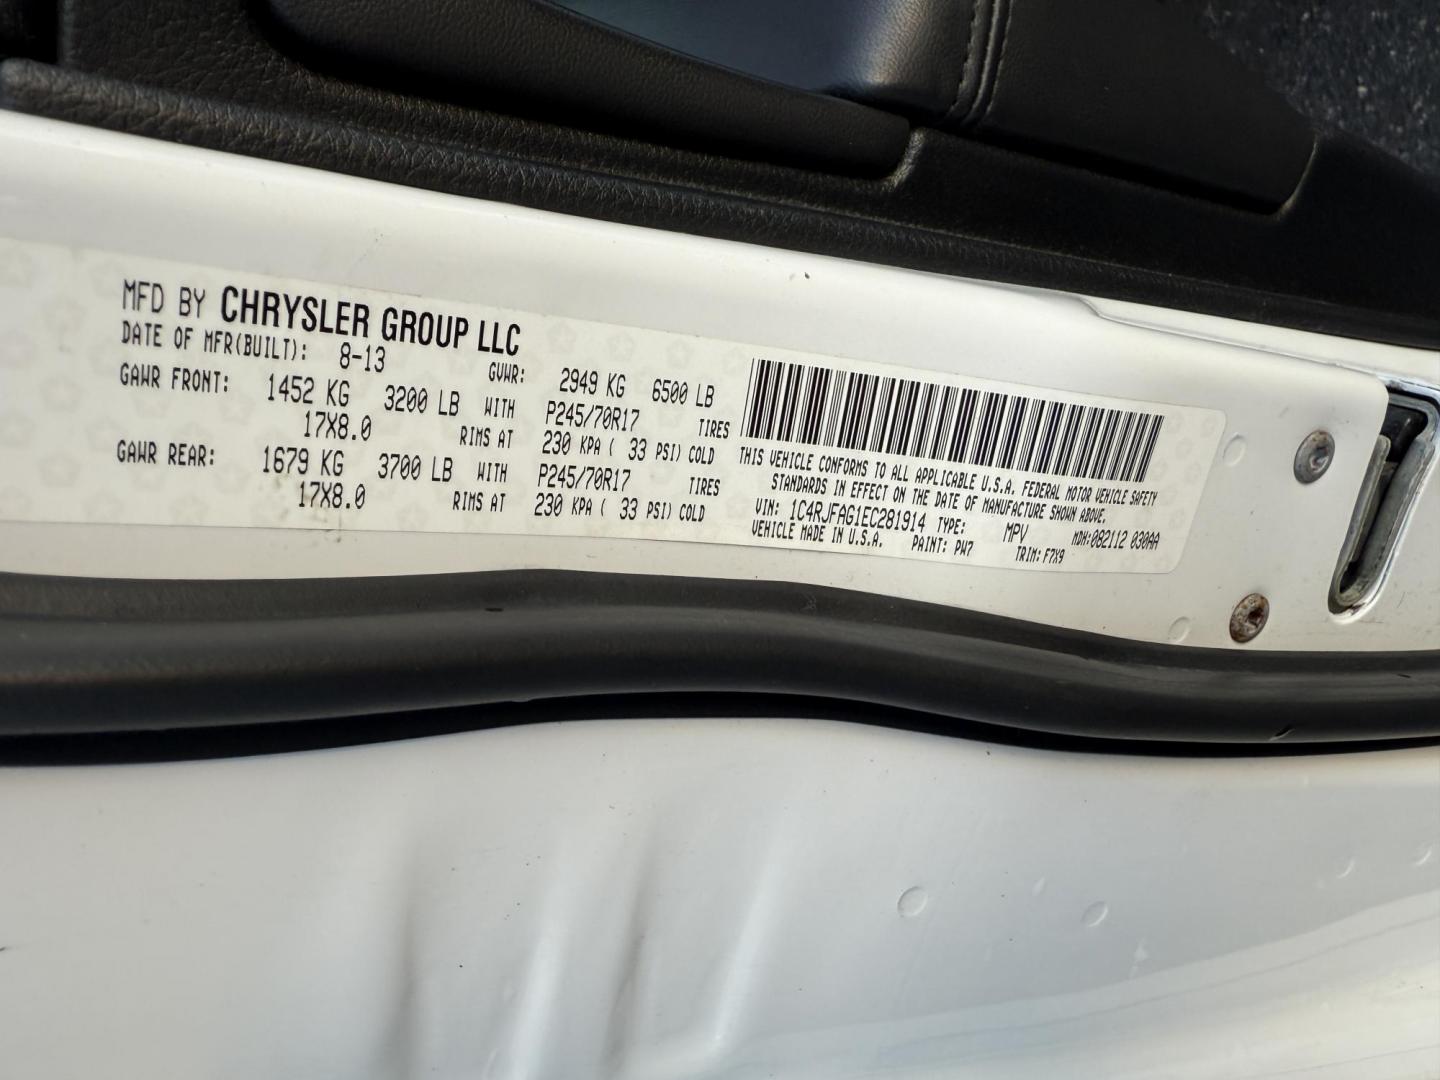 MFD BY CHRYSLER GROUP LLC
DATE OF MFR(BUILT): 8-13
GVWR: 2949 KG 6500 LB
GAWR FRONT: 1452 KG 3200 LB WITH P245/70R17 TIRES
17X8.0 RIMS AT 230 KPA ( 33 PSI) COLD
GAWR REAR: 1679 KG 3700 LB WITH P245/70R17 TIRES
17X8.0 RIMS AT 230 KPA ( 33 PSI) COLD
THIS VEHICLE CONFORMS TO ALL APPLICABLE U.S.A. FEDERAL MOTOR VEHICLE SAFETY
STANDARDS IN EFFECT ON THE DATE OF MANUFACTURE SHOWN ABOVE.
VIN: 1C4RJFAG1EC281914 TYPE: MPV MDH:082112 030AA
VEHICLE MADE IN U.S.A. PAINT: PW7 TRIM: F7X9